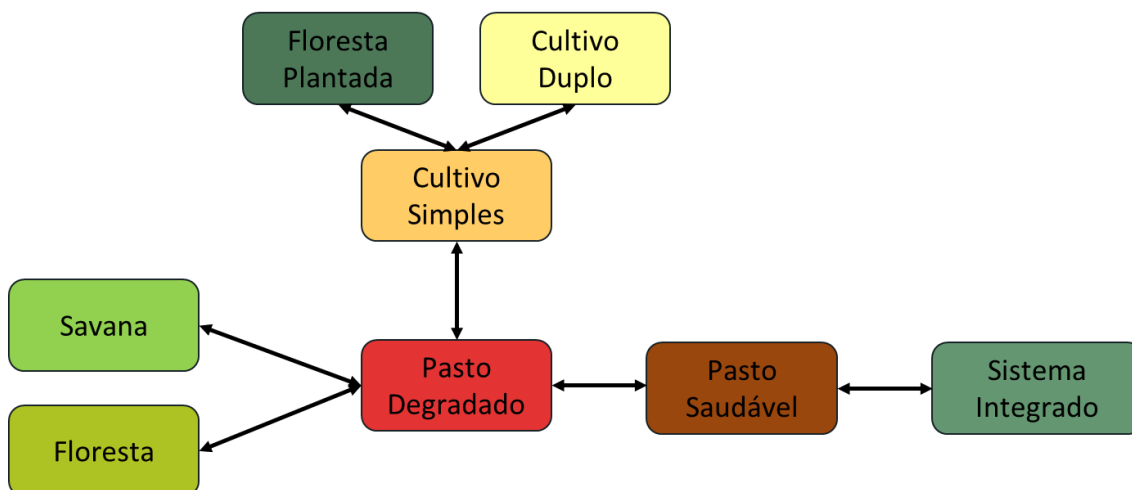 Floresta
Plantada
Cultivo
Duplo
Cultivo
Simples
Savana
Floresta
Pasto
Degradado
Pasto
Saudável
Sistema
Integrado